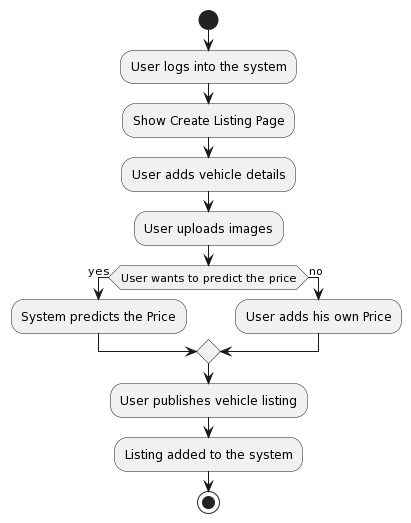 User logs into the system
Show Create Listing Page
User adds vehicle details
User uploads images
yes
User wants to predict the price
no
System predicts the Price
User adds his own Price
User publishes vehicle listing
Listing added to the system